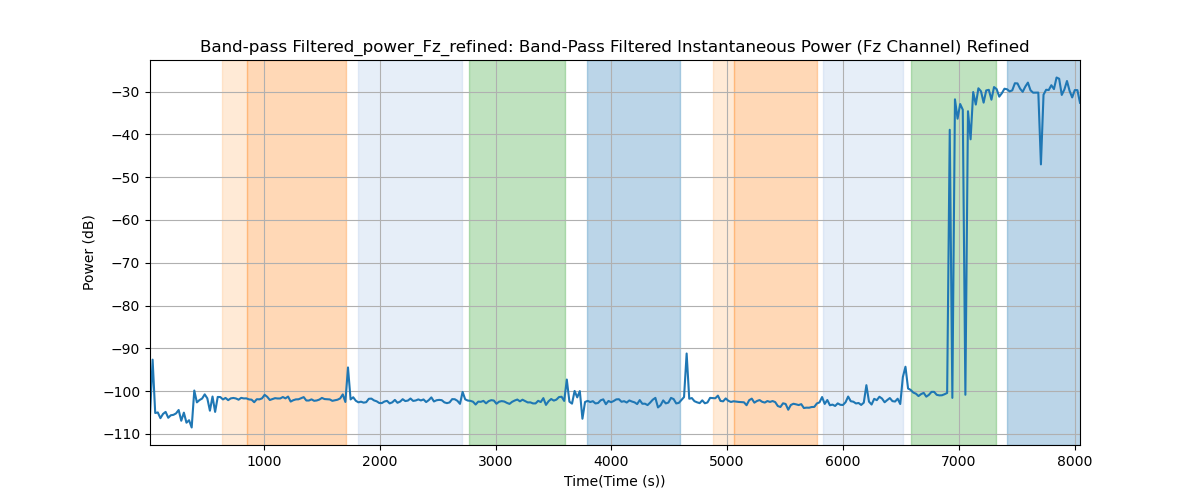 Band-pass Filtered_power_Fz_refined: Band-Pass Filtered Instantaneous Power (Fz Channel) Refined
Power (dB)
−30
−40
−50
−60
−70
−80
−90
−100
−110
1000 2000 3000 4000 5000 6000 7000 8000
Time(Time (s))